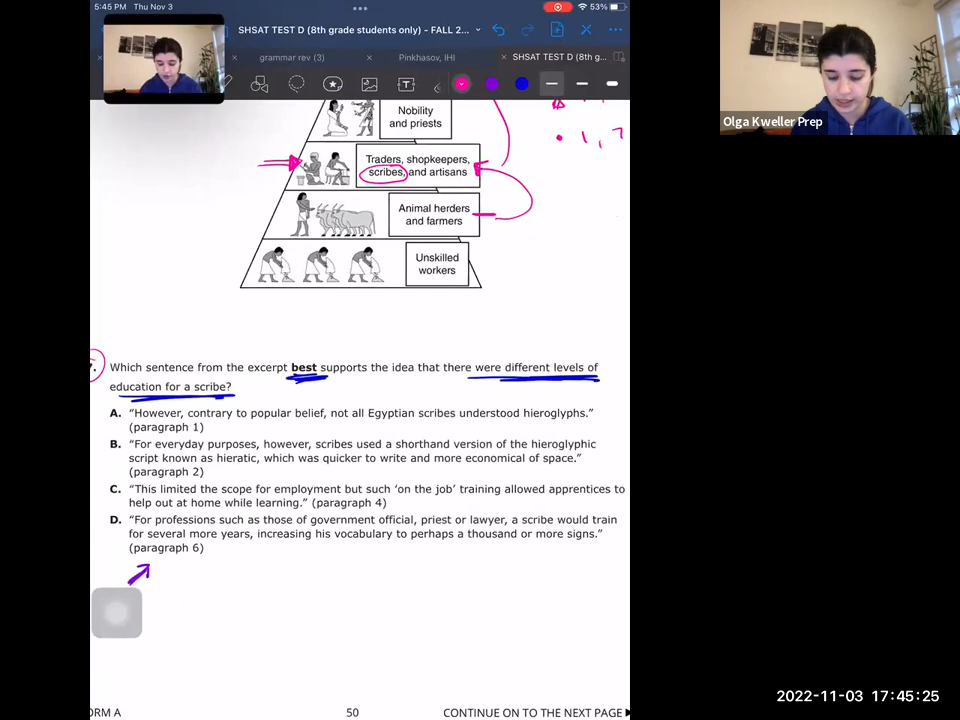 5:45 PM Thu Nov 3
53%
SHSAT TEST D (8th grade students only) – FALL 2...
grammar rev (3)
Pinkhasov, IHI
SHSAT TEST D (8th g...
Nobility
and priests
Traders, shopkeepers,
scribes, and artisans
Animal herders
and farmers
Unskilled
workers
1, 7
Which sentence from the excerpt best supports the idea that there were different levels of
education for a scribe?
A. “However, contrary to popular belief, not all Egyptian scribes understood hieroglyphs.”
(paragraph 1)
B. “For everyday purposes, however, scribes used a shorthand version of the hieroglyphic
script known as hieratic, which was quicker to write and more economical of space.”
(paragraph 2)
C. “This limited the scope for employment but such ‘on the job’ training allowed apprentices to
help out at home while learning.” (paragraph 4)
D. “For professions such as those of government official, priest or lawyer, a scribe would train
for several more years, increasing his vocabulary to perhaps a thousand or more signs.”
(paragraph 6)
ORM A
50
CONTINUE ON TO THE NEXT PAGE
Olga Kweller Prep
2022-11-03 17:45:25